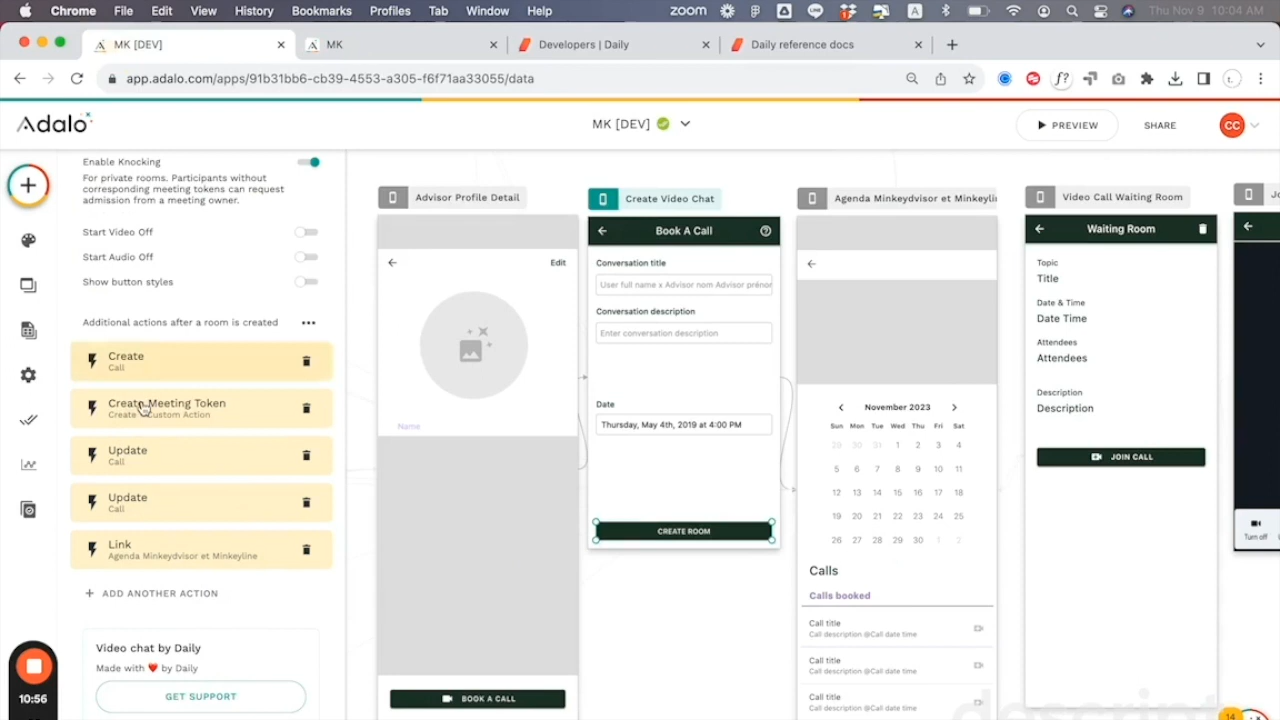 Chrome File Edit View History Bookmarks Profiles Tab Window Help zoom Thu Nov 9 10:04 AM
MK [DEV] MK Developers | Daily Daily reference docs
app.adalo.com/apps/91b31bb6-cb39-4553-a305-f6f71aa33055/data
Adalo MK [DEV] PREVIEW SHARE CC
Enable Knocking
For private rooms. Participants without
corresponding meeting tokens can request
admission from a meeting owner.
Start Video Off
Start Audio Off
Show button styles
Additional actions after a room is created
Create
Call
Create Meeting Token
Update
Call
Update
Call
Link
Agenda Minkeydvisor et Minkeyline
ADD ANOTHER ACTION
Video chat by Daily
Made with ❤️ by Daily
GET SUPPORT
10:56
Advisor Profile Detail
Edit
Name
BOOK A CALL
Create Video Chat
Book A Call
Conversation title
User full name x Advisor nom Advisor prénor
Conversation description
Enter conversation description
Date
Thursday, May 4th, 2019 at 4:00 PM
CREATE ROOM
Agenda Minkeydvisor et Minkeylin
November 2023
Sun Mon Tue Wed Thu Fri Sat
29 30 31 1 2 3 4
5 6 7 8 9 10 11
12 13 14 15 16 17 18
19 20 21 22 23 24 25
26 27 28 29 30 1 2
Calls
Calls booked
Call title
Call description @Call date time
Call title
Call description @Call date time
Call title
Call description @Call date time
Video Call Waiting Room
Waiting Room
Topic
Title
Date & Time
Date Time
Attendees
Attendees
Description
Description
JOIN CALL
Jo
Turn off
descript
14